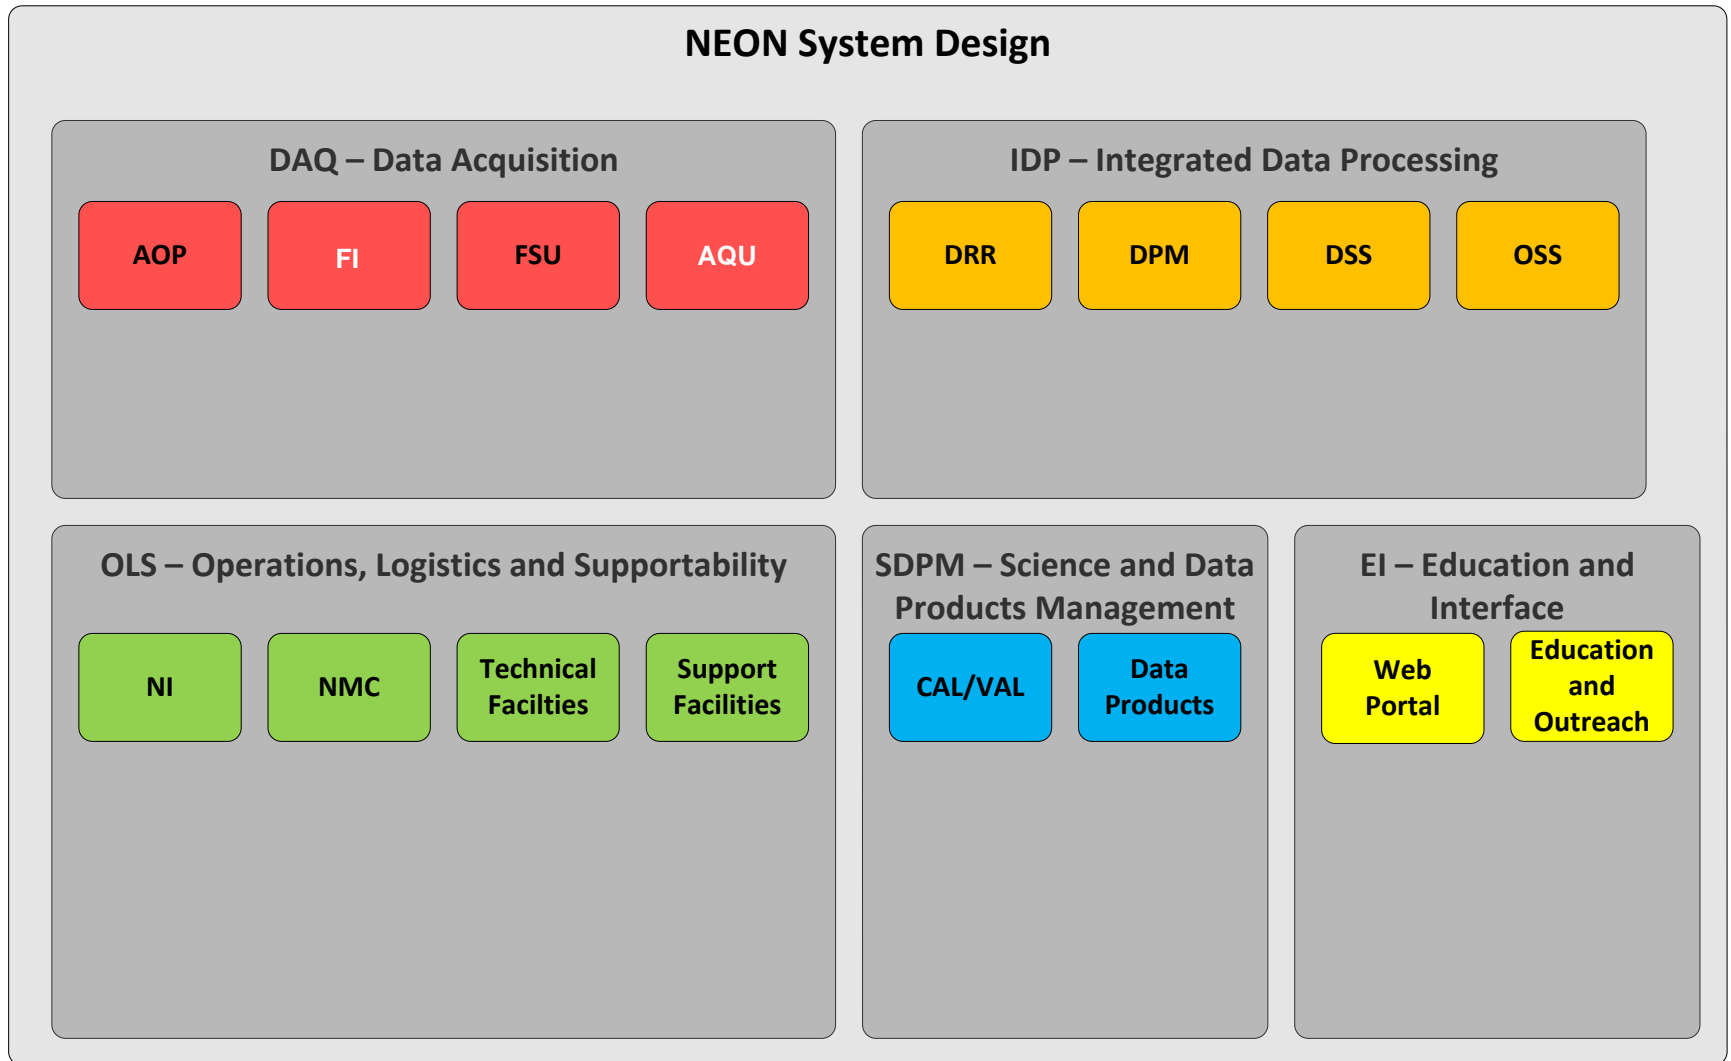 NEON System Design
DAQ – Data Acquisition
AOP
FI
FSU
AQU
IDP – Integrated Data Processing
DRR
DPM
DSS
OSS
OLS – Operations, Logistics and Supportability
NI
NMC
Technical
Facilties
Support
Facilities
SDPM – Science and Data
Products Management
CAL/VAL
Data
Products
EI – Education and
Interface
Web
Portal
Education
and
Outreach